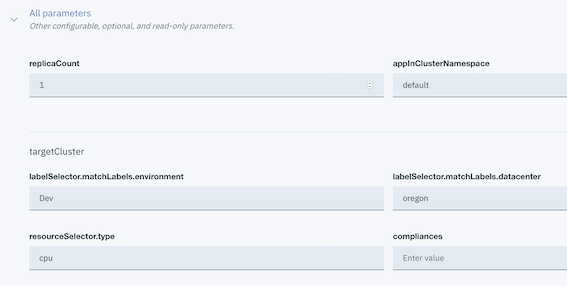 All parameters
Other configurable, optional, and read-only parameters.
replicaCount
appInClusterNamespace
1
default
targetCluster
labelSelector.matchLabels.environment
labelSelector.matchLabels.datacenter
Dev
oregon
resourceSelector.type
compliances
cpu
Enter value